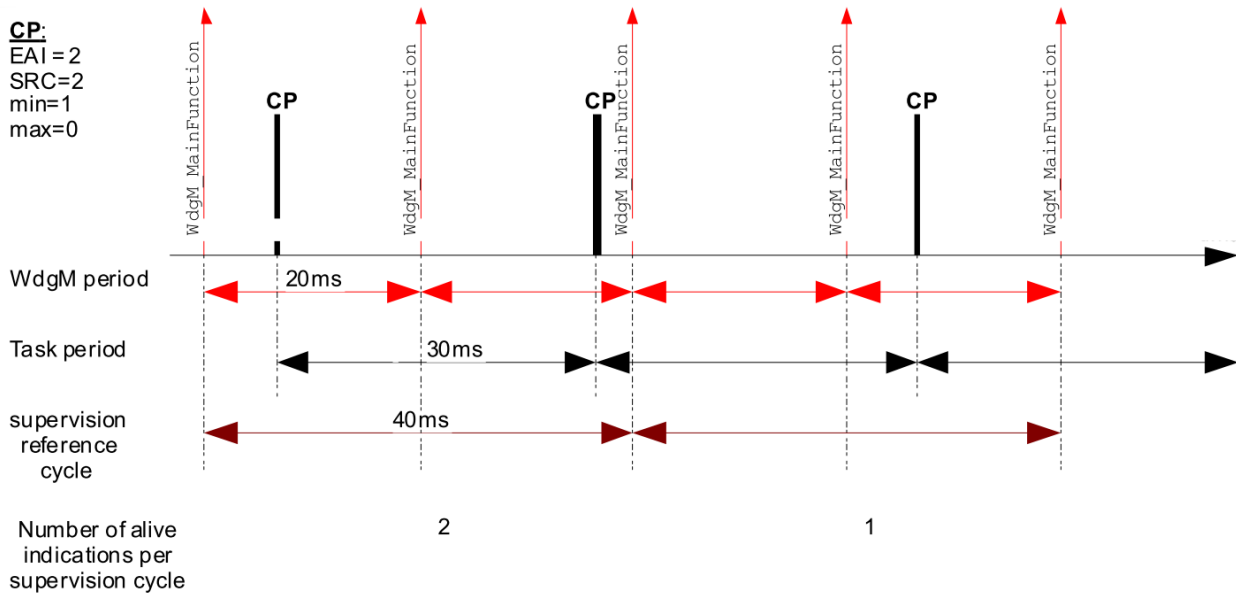 CP:
EAI = 2
SRC=2
min=1
max=0
WdgM_MainFunction
CP
WdgM_MainFunction
CP
WdgM_MainFunction
WdgM_MainFunction
CP
WdgM_MainFunction
WdgM period
20ms
Task period
30ms
supervision
reference
cycle
40ms
Number of alive
indications per
supervision cycle
2
1